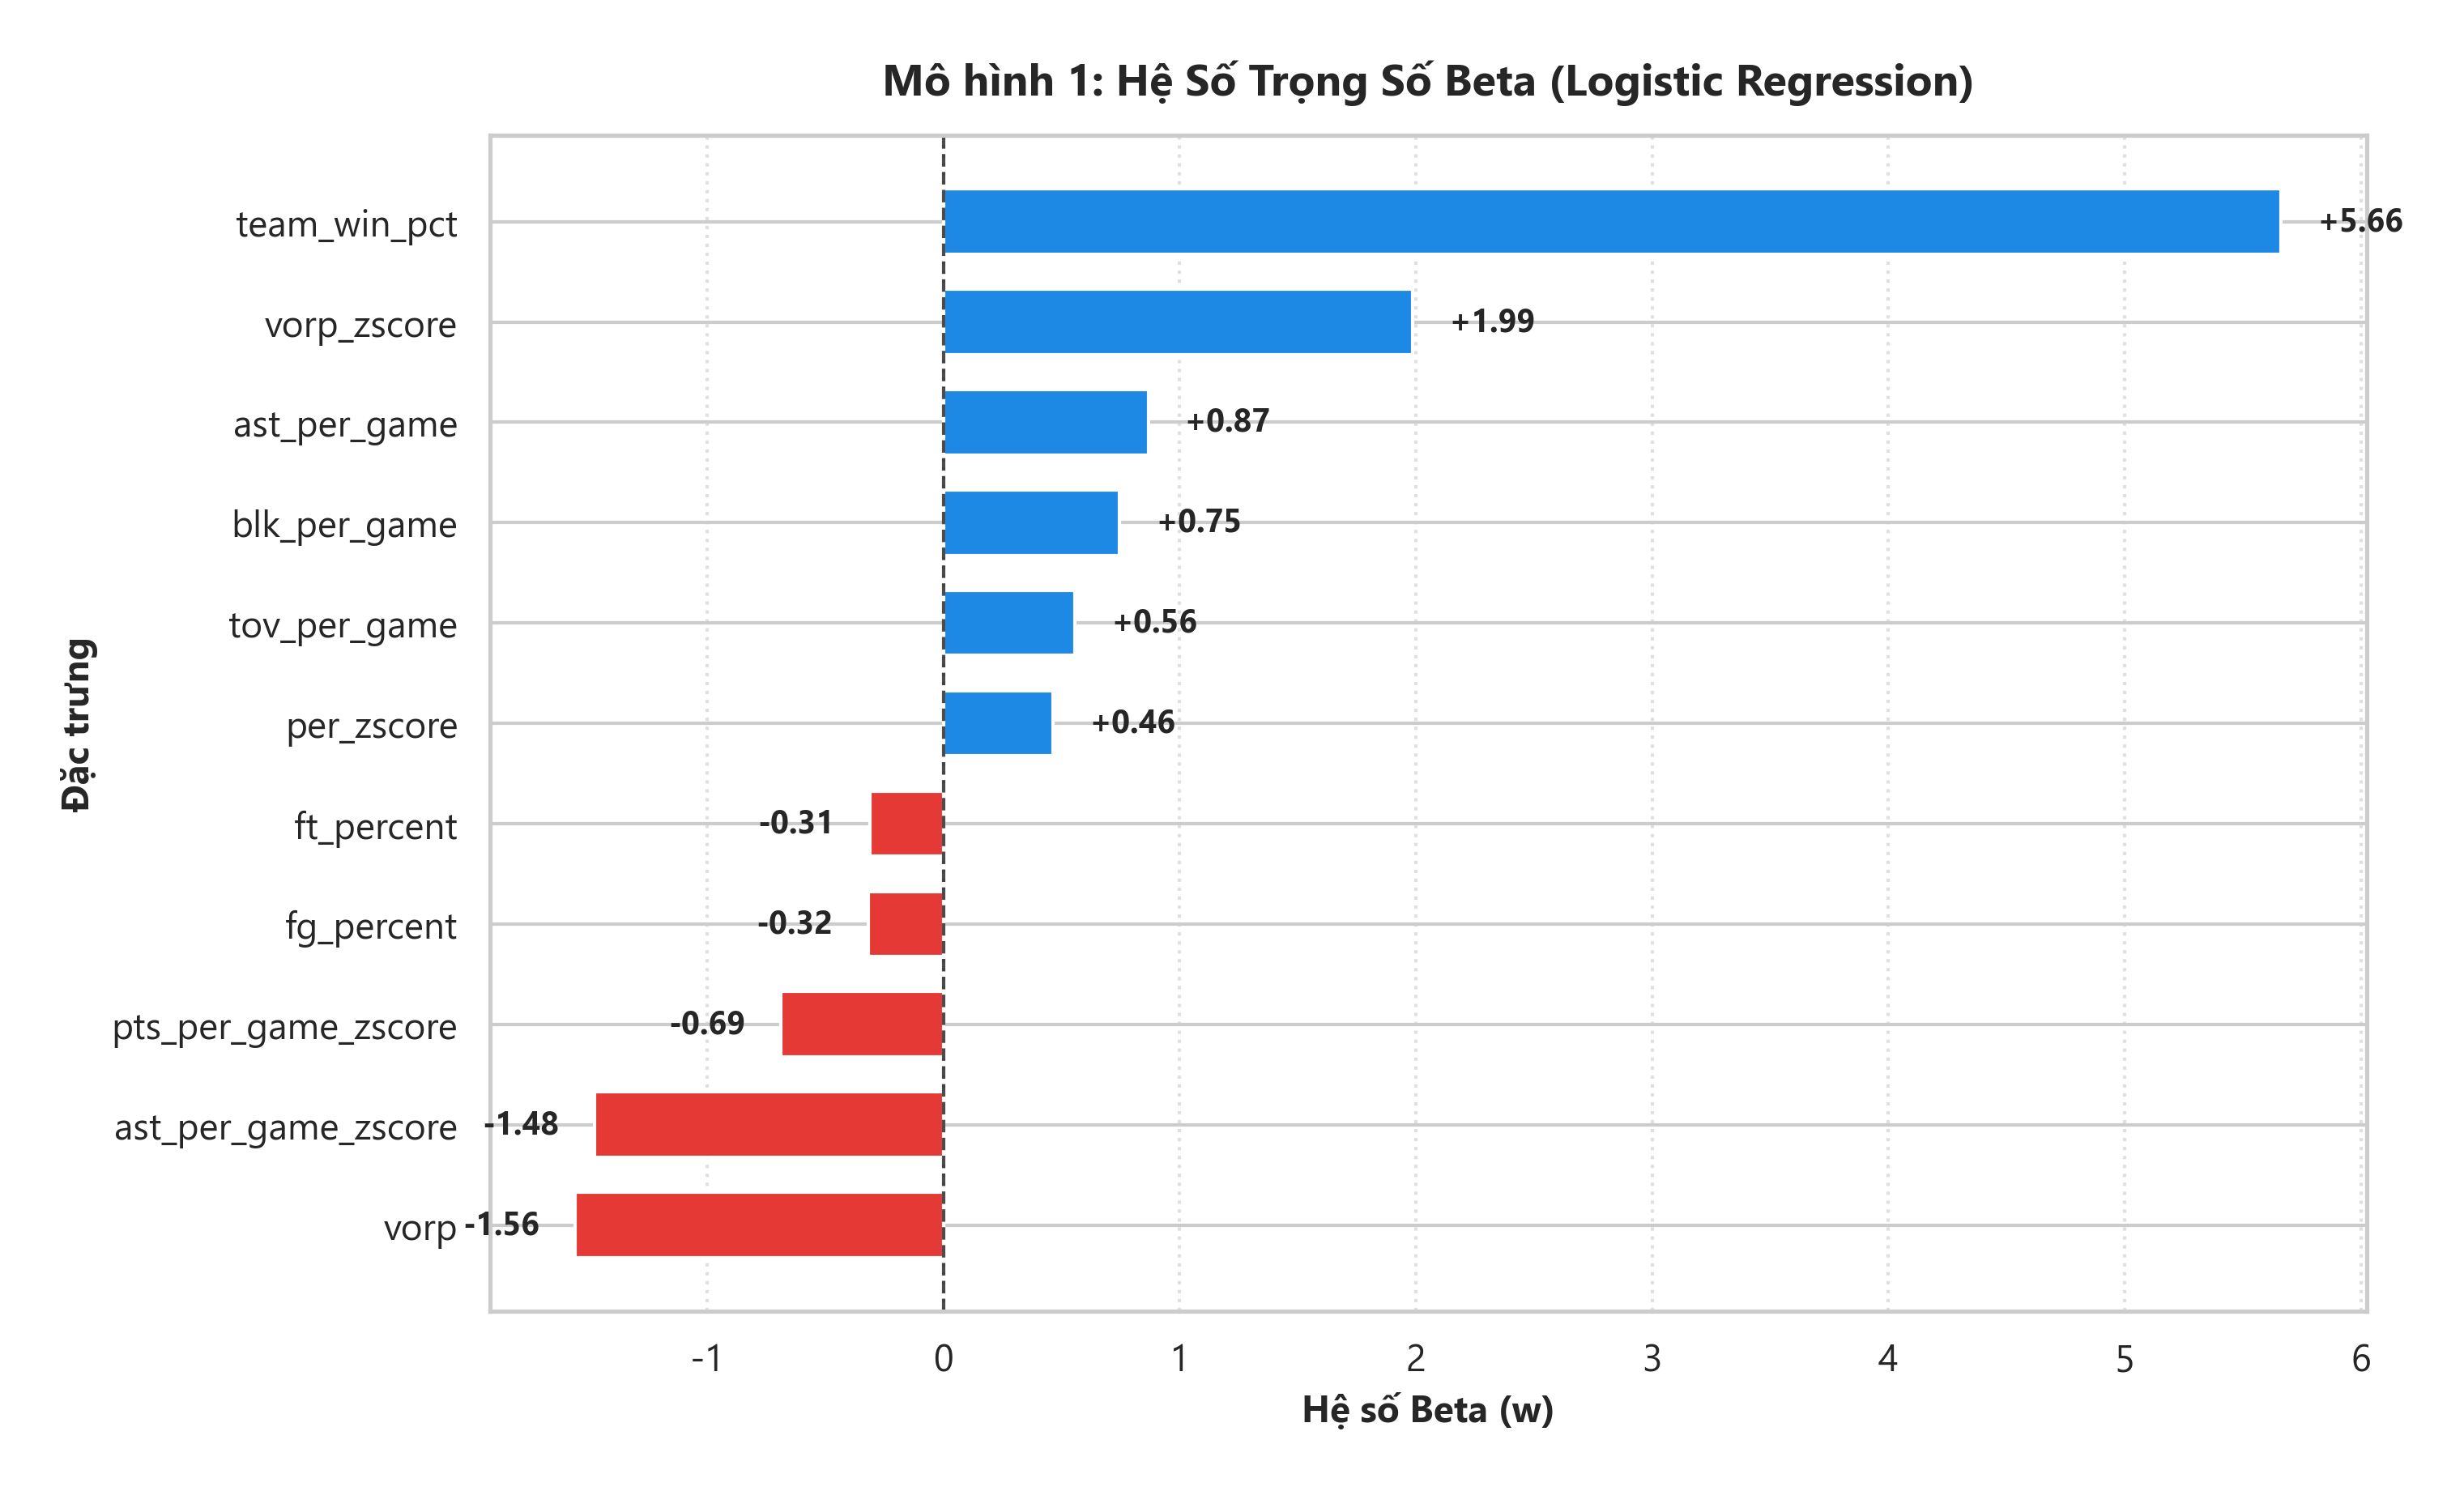 Mô hình 1: Hệ Số Trọng Số Beta (Logistic Regression)
Đặc trưng
team_win_pct +5.66
vorp_zscore +1.99
ast_per_game +0.87
blk_per_game +0.75
tov_per_game +0.56
per_zscore +0.46
ft_percent -0.31
fg_percent -0.32
pts_per_game_zscore -0.69
ast_per_game_zscore -1.48
vorp -1.56
-1 0 1 2 3 4 5 6
Hệ số Beta (w)